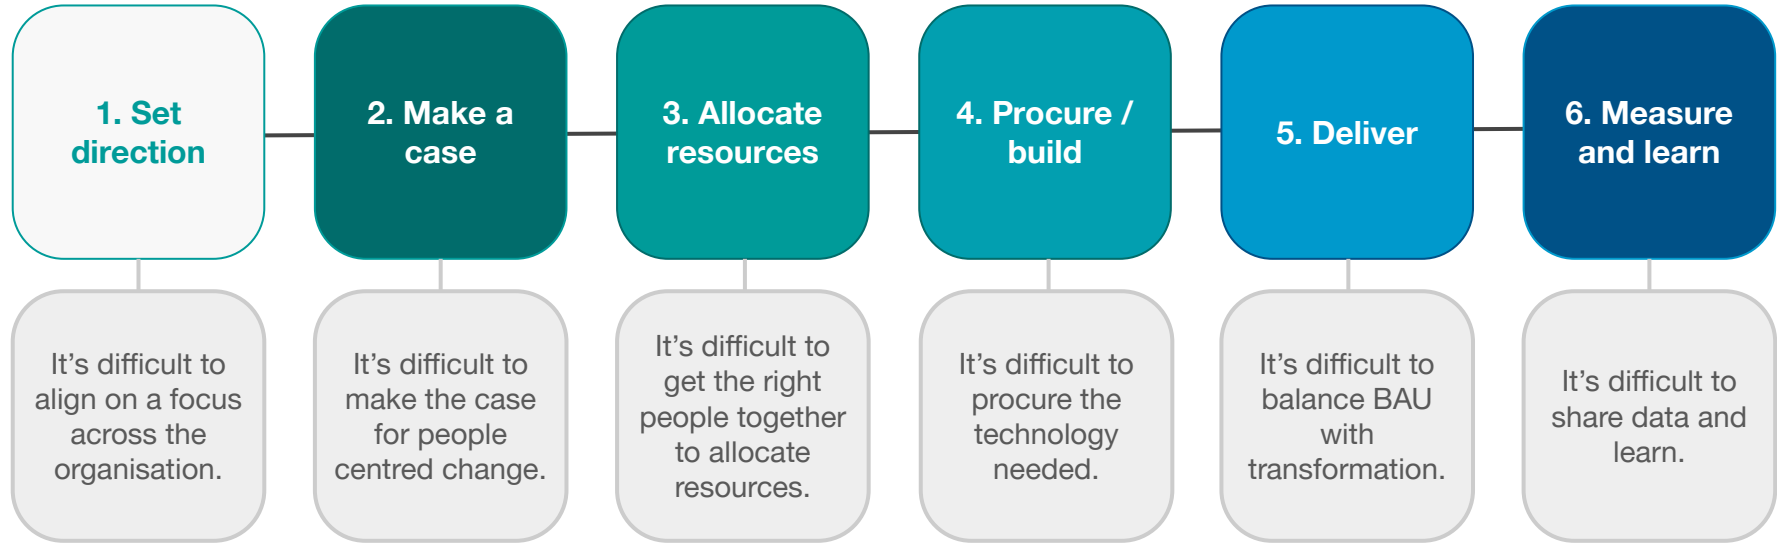 1. Set
direction
2. Make a
case
3. Allocate
resources
4. Procure /
build
5. Deliver
6. Measure
and learn
It’s difficult to
align on a focus
across the
organisation.
It’s difficult to
make the case
for people
centred change.
It’s difficult to
get the right
people together
to allocate
resources.
It’s difficult to
procure the
technology
needed.
It’s difficult to
balance BAU
with
transformation.
It’s difficult to
share data and
learn.